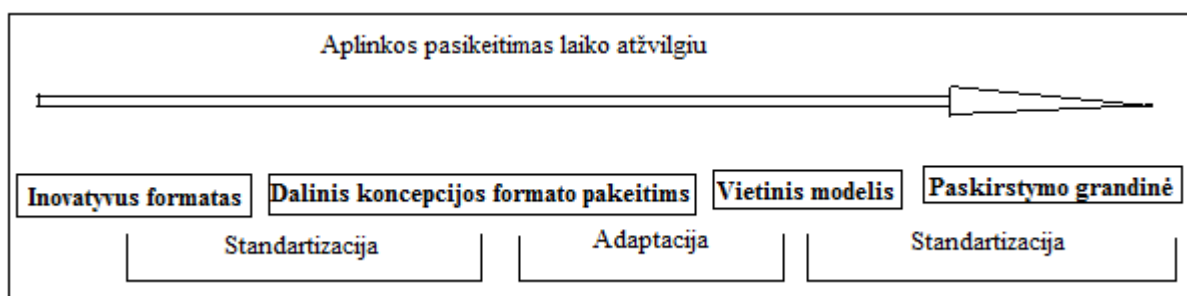 Aplinkos pasikeitimas laiko atžvilgiu
Inovatyvus formatas
Dalinis koncepcijos formato pakeitims
Vietinis modelis
Paskirstymo grandinė
Standartizacija
Adaptacija
Standartizacija